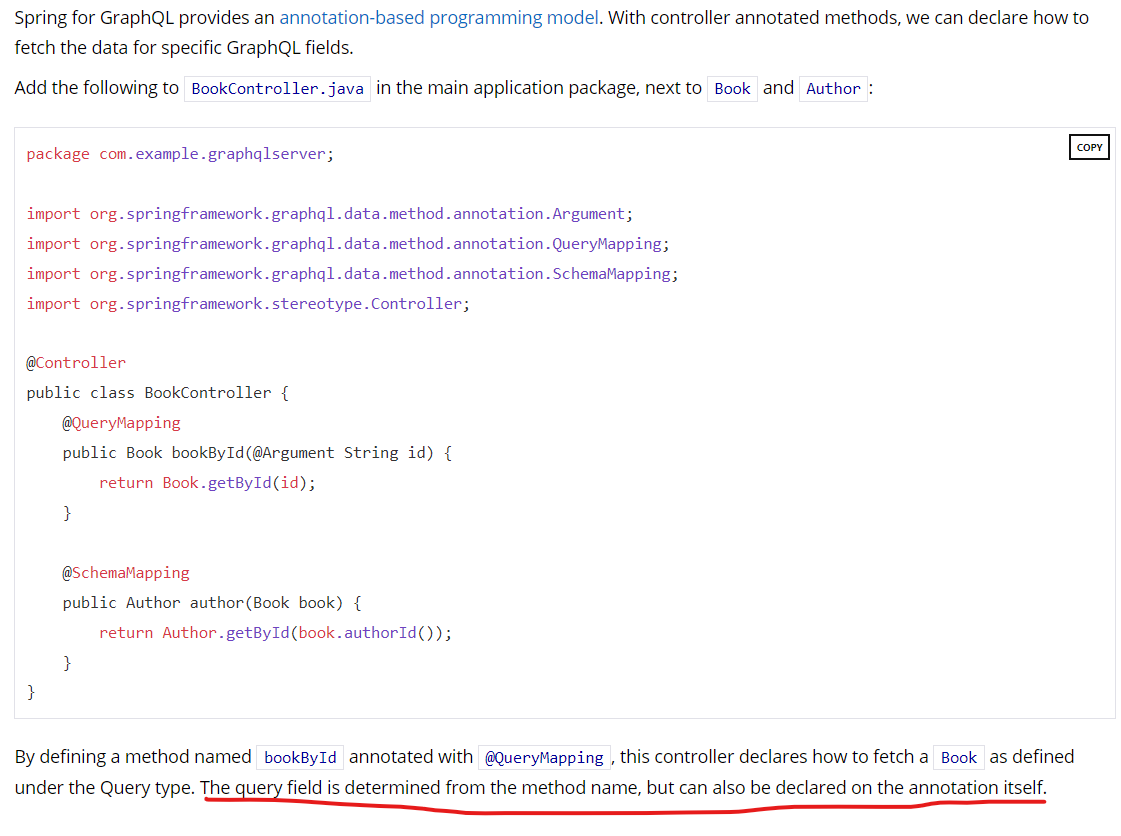 Spring for GraphQL provides an annotation-based programming model. With controller annotated methods, we can declare how to
fetch the data for specific GraphQL fields.
Add the following to BookController.java in the main application package, next to Book and Author:
COPY
package com.example.graphqlserver;
import org.springframework.graphql.data.method.annotation.Argument;
import org.springframework.graphql.data.method.annotation.QueryMapping;
import org.springframework.graphql.data.method.annotation.SchemaMapping;
import org.springframework.stereotype.Controller;
@Controller
public class BookController {
    @QueryMapping
    public Book bookById(@Argument String id) {
        return Book.getById(id);
    }
    @SchemaMapping
    public Author author(Book book) {
        return Author.getById(book.authorId());
    }
}
By defining a method named bookById annotated with @QueryMapping, this controller declares how to fetch a Book as defined
under the Query type. The query field is determined from the method name, but can also be declared on the annotation itself.